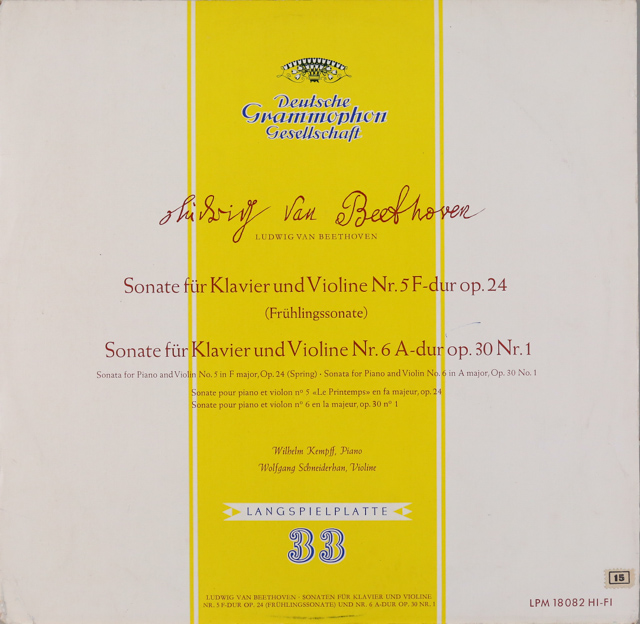 Deutsche
Grammophon
Gesellschaft
Ludwig van Beethoven
LUDWIG VAN BEETHOVEN
Sonate für Klavier und Violine Nr. 5 F-dur op. 24
(Frühlingssonate)
Sonate für Klavier und Violine Nr. 6 A-dur op. 30 Nr. 1
Sonata for Piano and Violin No. 5 in F major, Op. 24 (Spring) · Sonata for Piano and Violin No. 6 in A major, Op. 30 No. 1
Sonate pour piano et violon nº 5 «Le Printemps» en fa majeur, op. 24
Sonate pour piano et violon nº 6 en la majeur, op. 30 nº 1
Wilhelm Kempff, Piano
Wolfgang Schneiderhan, Violine
LANGSPIELPLATTE
33
15
LUDWIG VAN BEETHOVEN · SONATEN FÜR KLAVIER UND VIOLINE
NR. 5 F-DUR OP. 24 (FRÜHLINGSSONATE) UND NR. 6 A-DUR OP. 30 NR. 1
LPM 18082 HI-FI